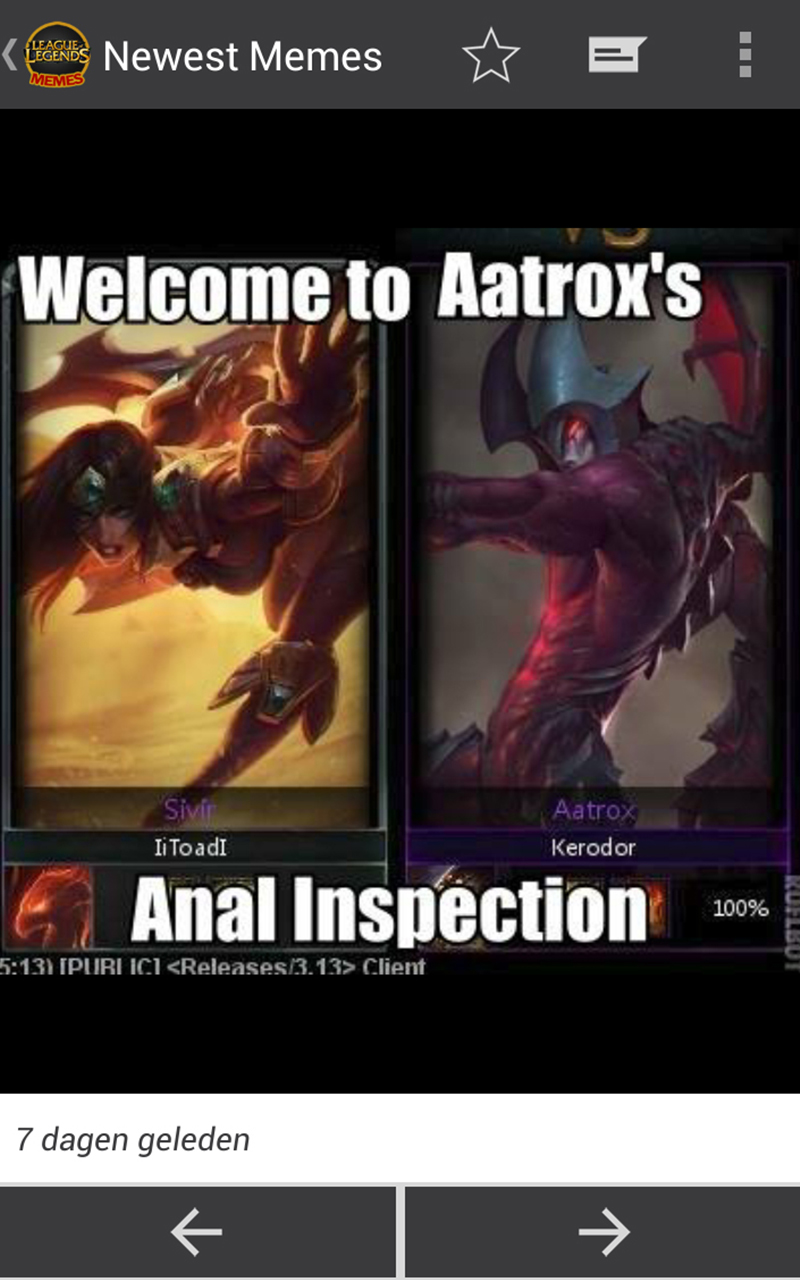 LEAGUE
LEGENDS
MEMES
Newest Memes
VS
Welcome to Aatrox's
Sivir
Aatrox
IiToadI
Kerodor
Anal Inspection
100%
5:13) [PUBLIC] <Releases/3.13> Client
7 dagen geleden